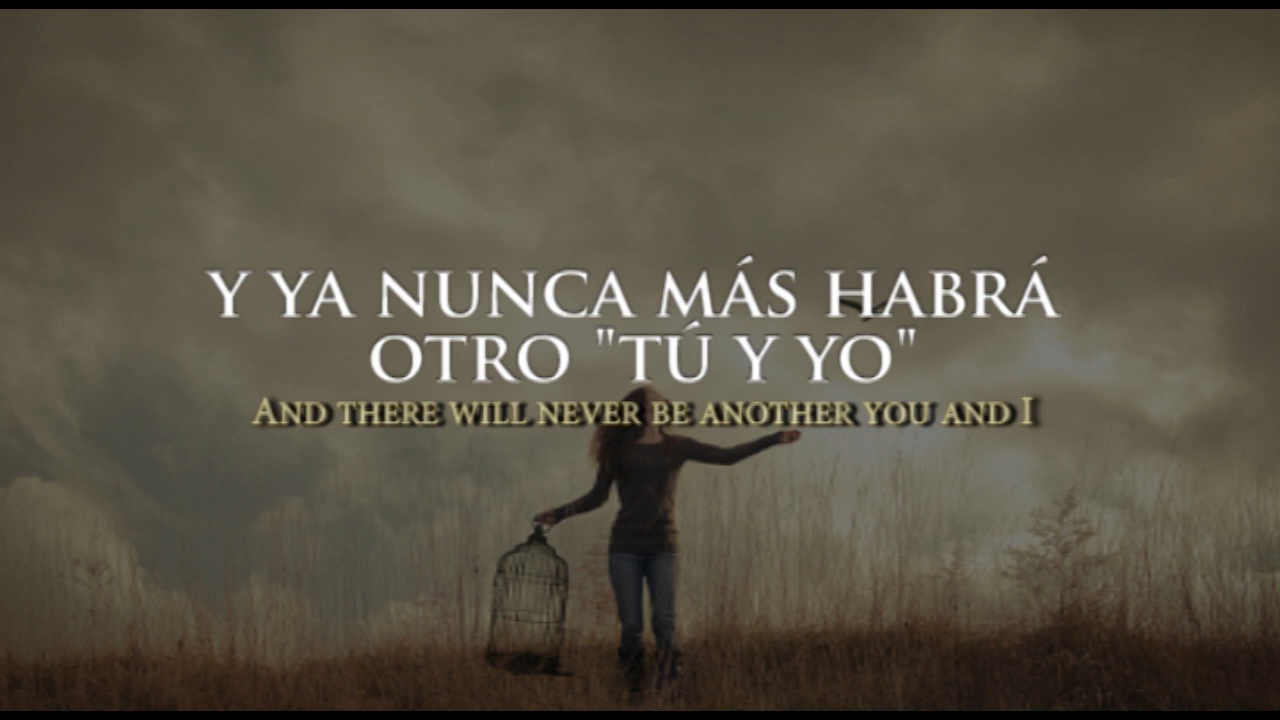 Y YA NUNCA MÁS HABRÁ
OTRO "TÚ Y YO"
AND THERE WILL NEVER BE ANOTHER YOU AND I